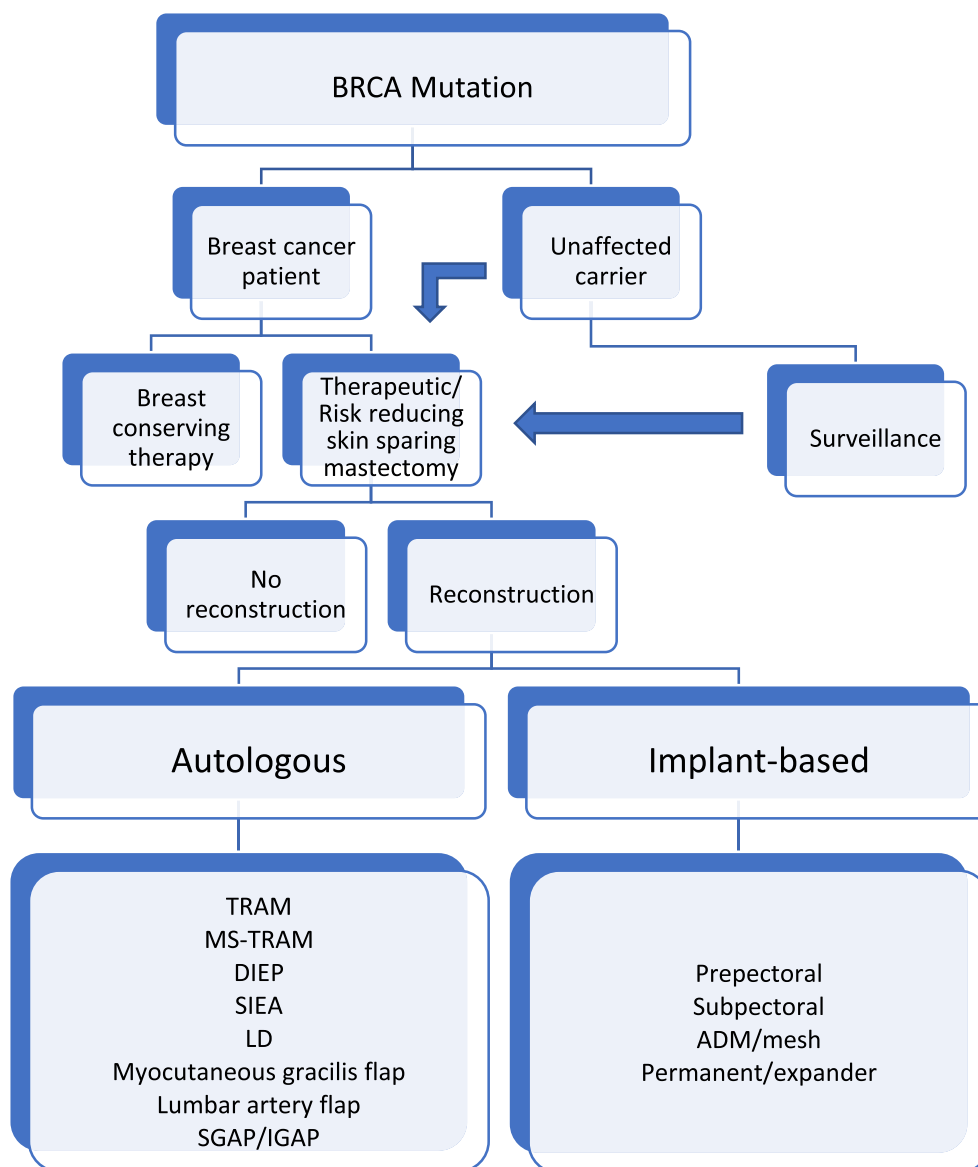 BRCA Mutation
Breast cancer
patient
Unaffected
carrier
Breast
conserving
therapy
Therapeutic/
Risk reducing
skin sparing
mastectomy
Surveillance
No
reconstruction
Reconstruction
Autologous
Implant-based
TRAM
MS-TRAM
DIEP
SIEA
LD
Myocutaneous gracilis flap
Lumbar artery flap
SGAP/IGAP
Prepectoral
Subpectoral
ADM/mesh
Permanent/expander